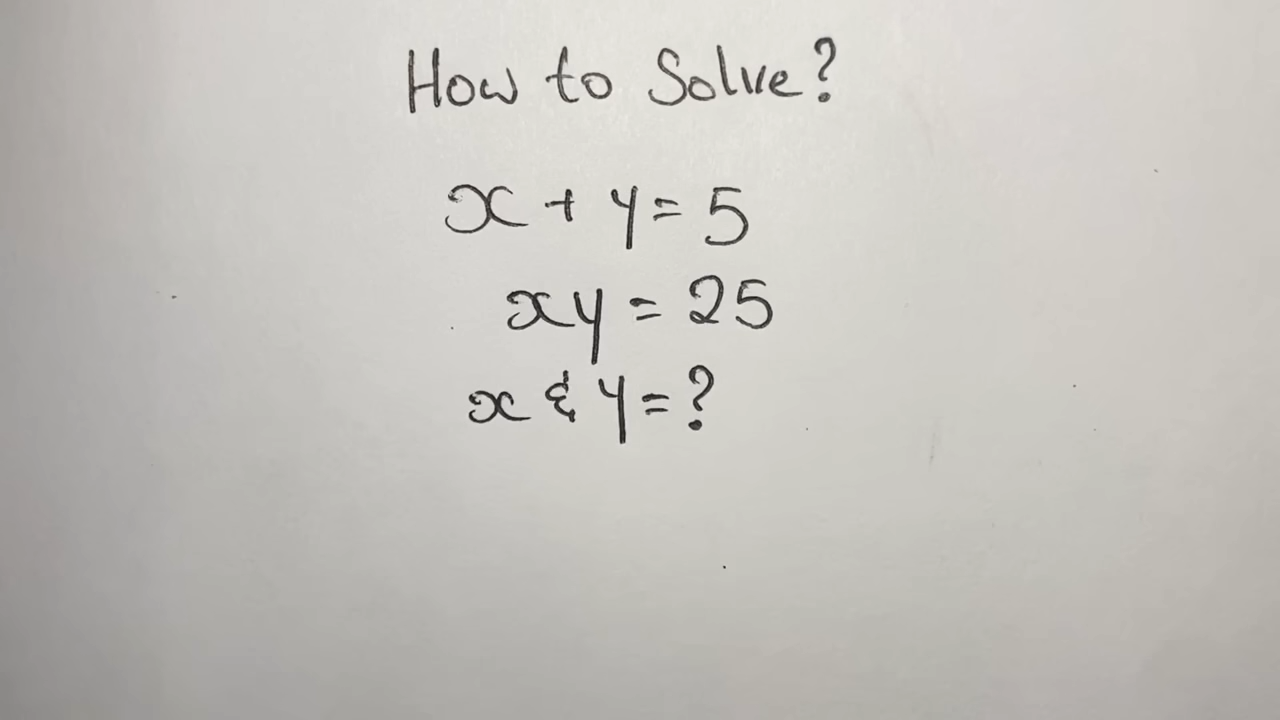 How to Solve?
x + y = 5
xy = 25
x & y = ?